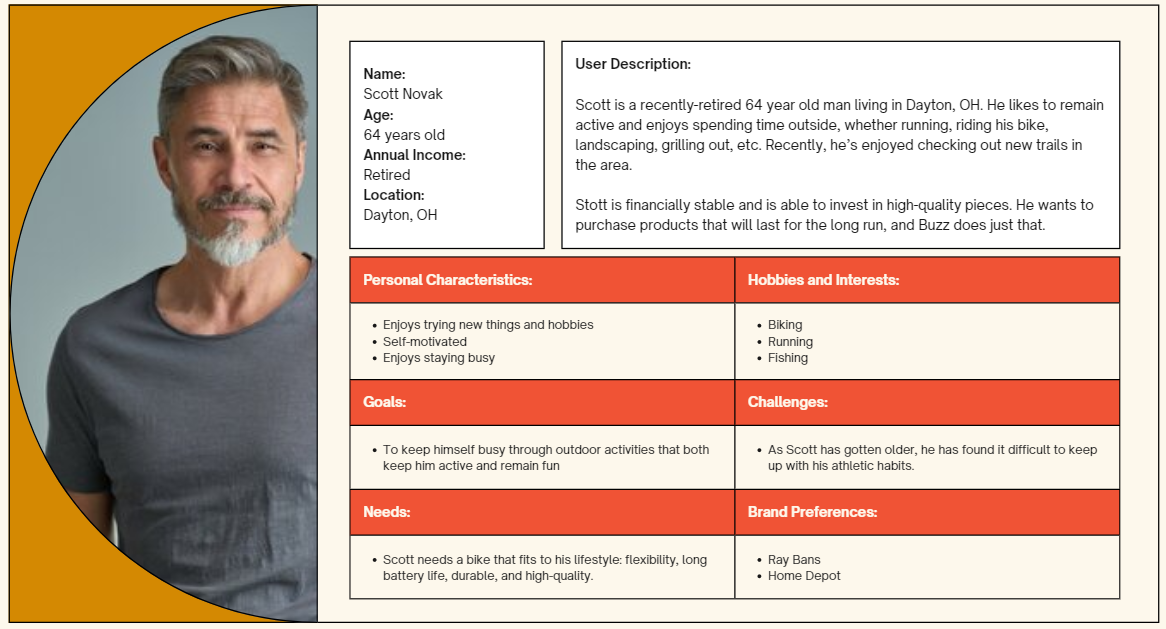 Name:
Scott Novak
Age:
64 years old
Annual Income:
Retired
Location:
Dayton, OH
User Description:
Scott is a recently-retired 64 year old man living in Dayton, OH. He likes to remain
active and enjoys spending time outside, whether running, riding his bike,
landscaping, grilling out, etc. Recently, he's enjoyed checking out new trails in
the area.
Stott is financially stable and is able to invest in high-quality pieces. He wants to
purchase products that will last for the long run, and Buzz does just that.
Personal Characteristics:
• Enjoys trying new things and hobbies
• Self-motivated
• Enjoys staying busy
Hobbies and Interests:
• Biking
• Running
• Fishing
Goals:
• To keep himself busy through outdoor activities that both
keep him active and remain fun
Challenges:
• As Scott has gotten older, he has found it difficult to keep
up with his athletic habits.
Needs:
• Scott needs a bike that fits to his lifestyle: flexibility, long
battery life, durable, and high-quality.
Brand Preferences:
• Ray Bans
• Home Depot